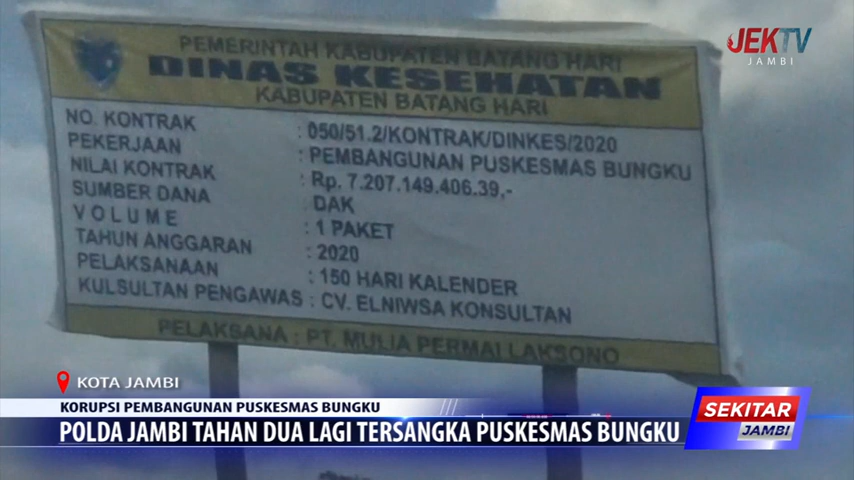 JEKTV
JAMBI
PEMERINTAH KABUPATEN BATANG HARI
DINAS KESEHATAN
KABUPATEN BATANG HARI
NO. KONTRAK : 050/51.2/KONTRAK/DINKES/2020
PEKERJAAN : PEMBANGUNAN PUSKESMAS BUNGKU
NILAI KONTRAK : Rp. 7.207.149.406.39,-
SUMBER DANA : DAK
VOLUME : 1 PAKET
TAHUN ANGGARAN : 2020
PELAKSANAAN : 150 HARI KALENDER
KULSULTAN PENGAWAS : CV. ELNIWSA KONSULTAN
PELAKSANA : PT. MULIA PERMAI LAKSONO
KOTA JAMBI
KORUPSI PEMBANGUNAN PUSKESMAS BUNGKU
POLDA JAMBI TAHAN DUA LAGI TERSANGKA PUSKESMAS BUNGKU
SEKITAR
JAMBI